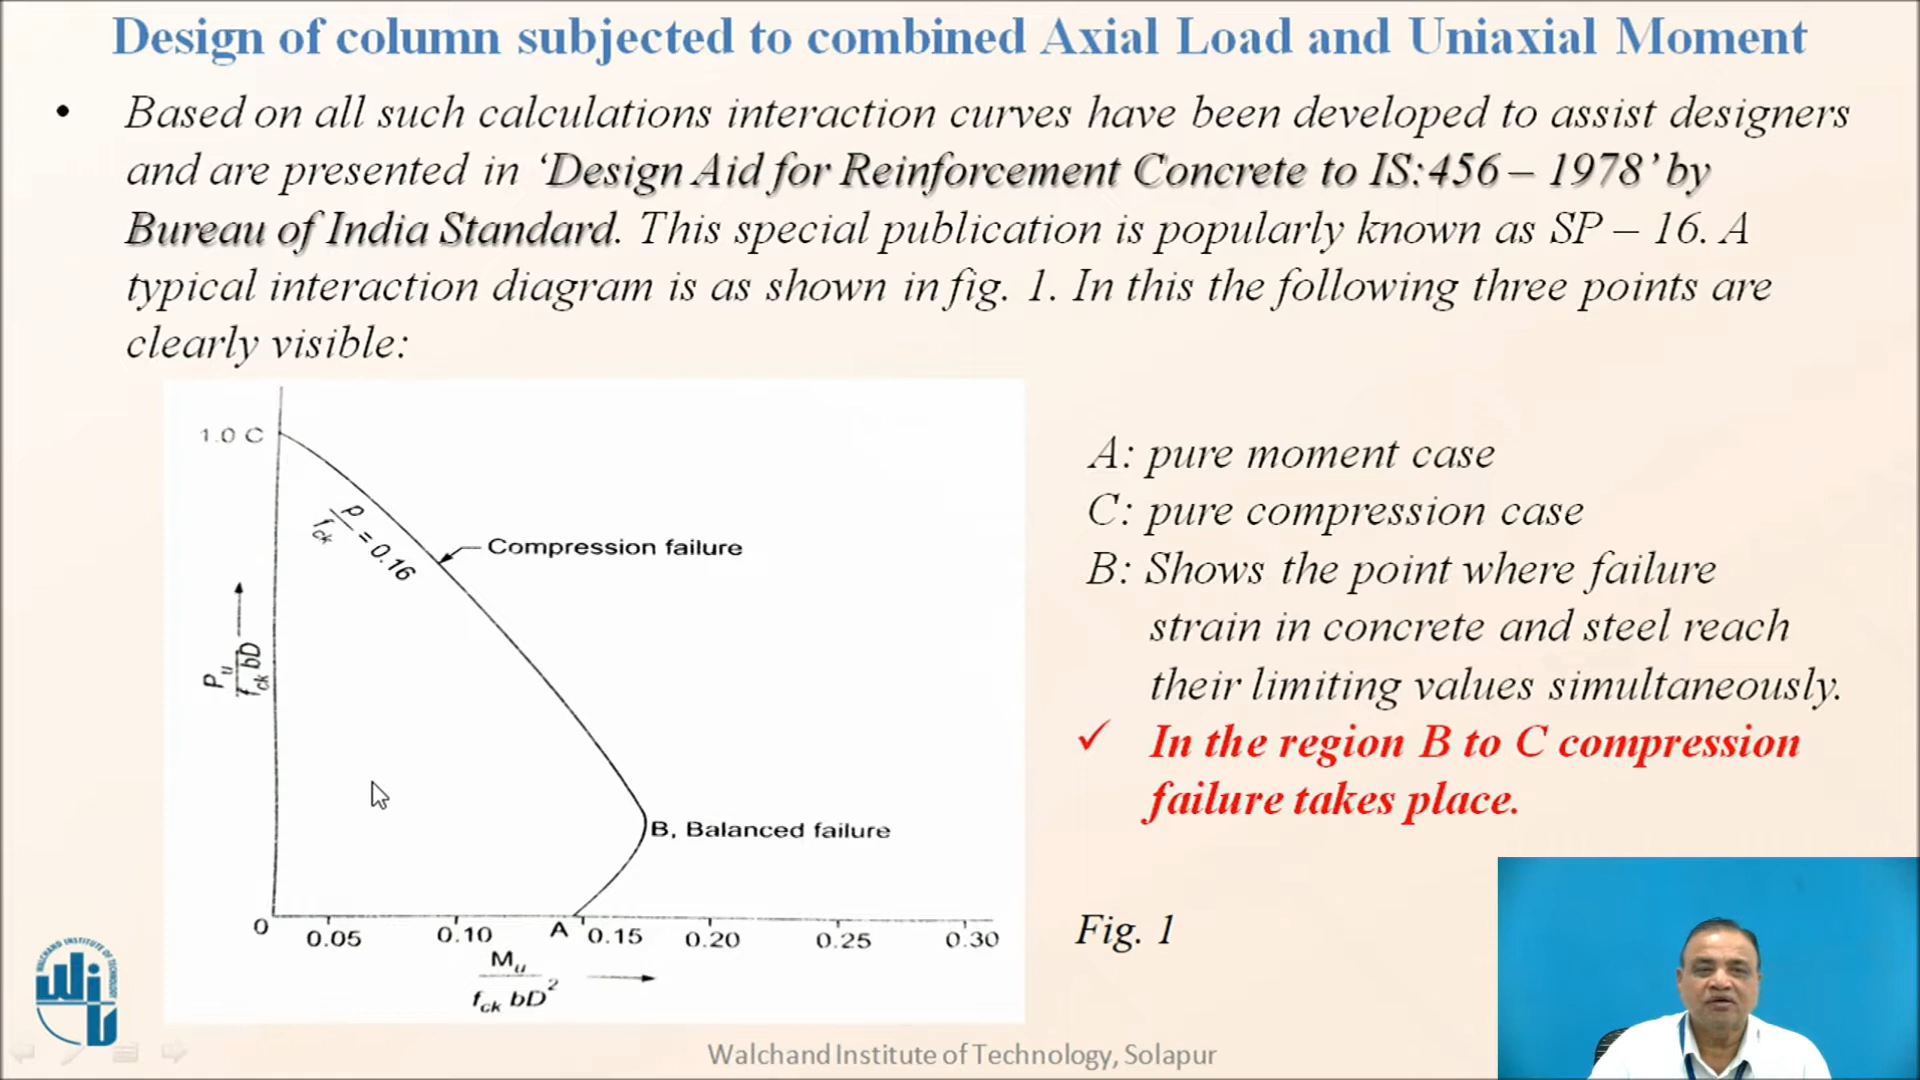 Design of column subjected to combined Axial Load and Uniaxial Moment
• Based on all such calculations interaction curves have been developed to assist designers
and are presented in ‘Design Aid for Reinforcement Concrete to IS:456 – 1978’ by
Bureau of India Standard. This special publication is popularly known as SP – 16. A
typical interaction diagram is as shown in fig. 1. In this the following three points are
clearly visible:
1.0 C
p/fck = 0.16
Compression failure
Pu/fck bD
B, Balanced failure
0 0.05 0.10 A 0.15 0.20 0.25 0.30
Mu/fck bD²
A: pure moment case
C: pure compression case
B: Shows the point where failure
strain in concrete and steel reach
their limiting values simultaneously.
✓ In the region B to C compression
failure takes place.
Fig. 1
WALCHAND INSTITUTE OF TECHNOLOGY
WIT
Walchand Institute of Technology, Solapur